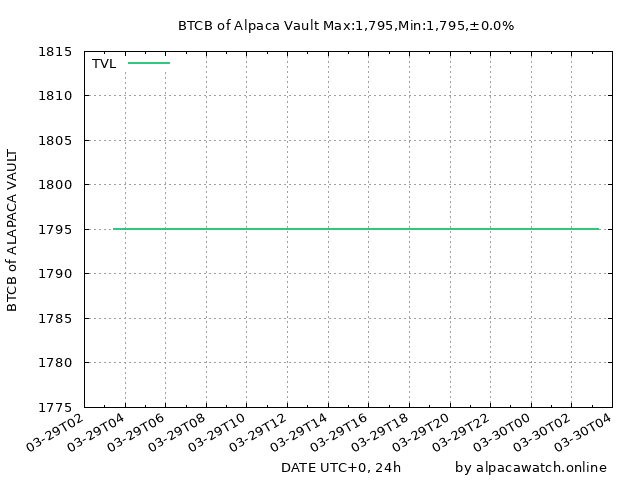 BTCB of Alpaca Vault Max:1,795,Min:1,795,±0.0%
TVL
1815
1810
1805
1800
1795
1790
1785
1780
1775
BTCB of ALAPACA VAULT
03-29T02
03-29T04
03-29T06
03-29T08
03-29T10
03-29T12
03-29T14
03-29T16
03-29T18
03-29T20
03-29T22
03-30T00
03-30T02
03-30T04
DATE UTC+0, 24h
by alpacawatch.online